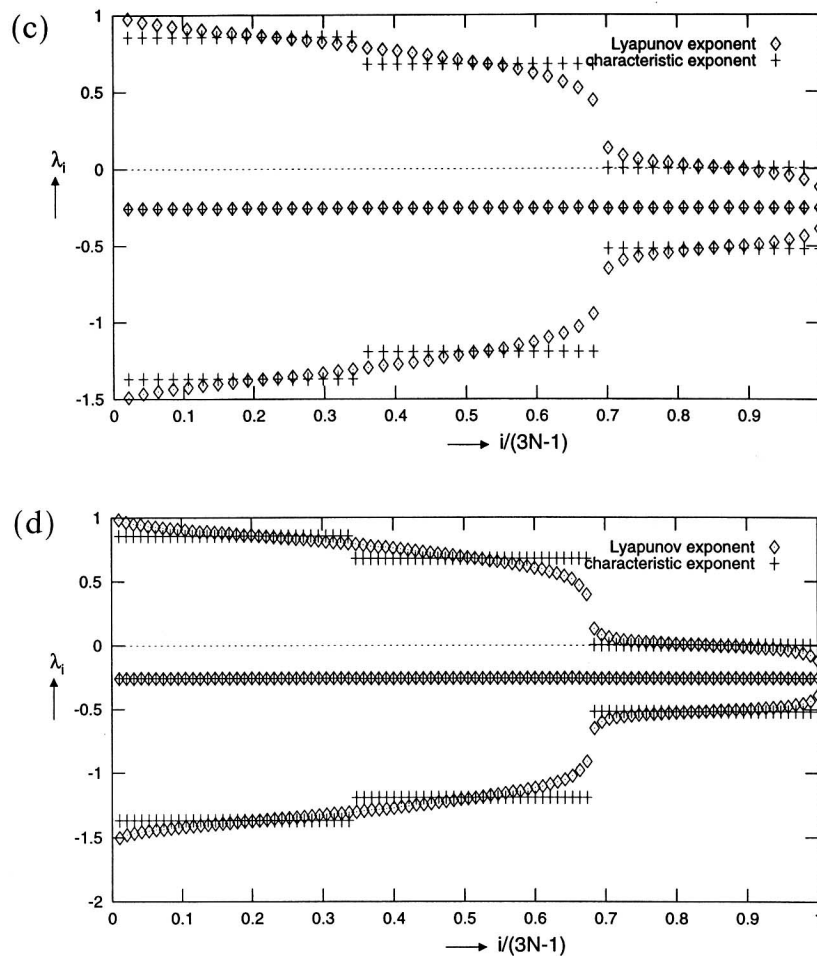 (c)
1
0.5
0
-0.5
-1
-1.5
λi
Lyapunov exponent ◊
characteristic exponent +
0 0.1 0.2 0.3 0.4 0.5 0.6 0.7 0.8 0.9
→ i/(3N-1)
(d)
1
0.5
0
-0.5
-1
-1.5
-2
λi
Lyapunov exponent ◊
characteristic exponent +
0 0.1 0.2 0.3 0.4 0.5 0.6 0.7 0.8 0.9 1
→ i/(3N-1)